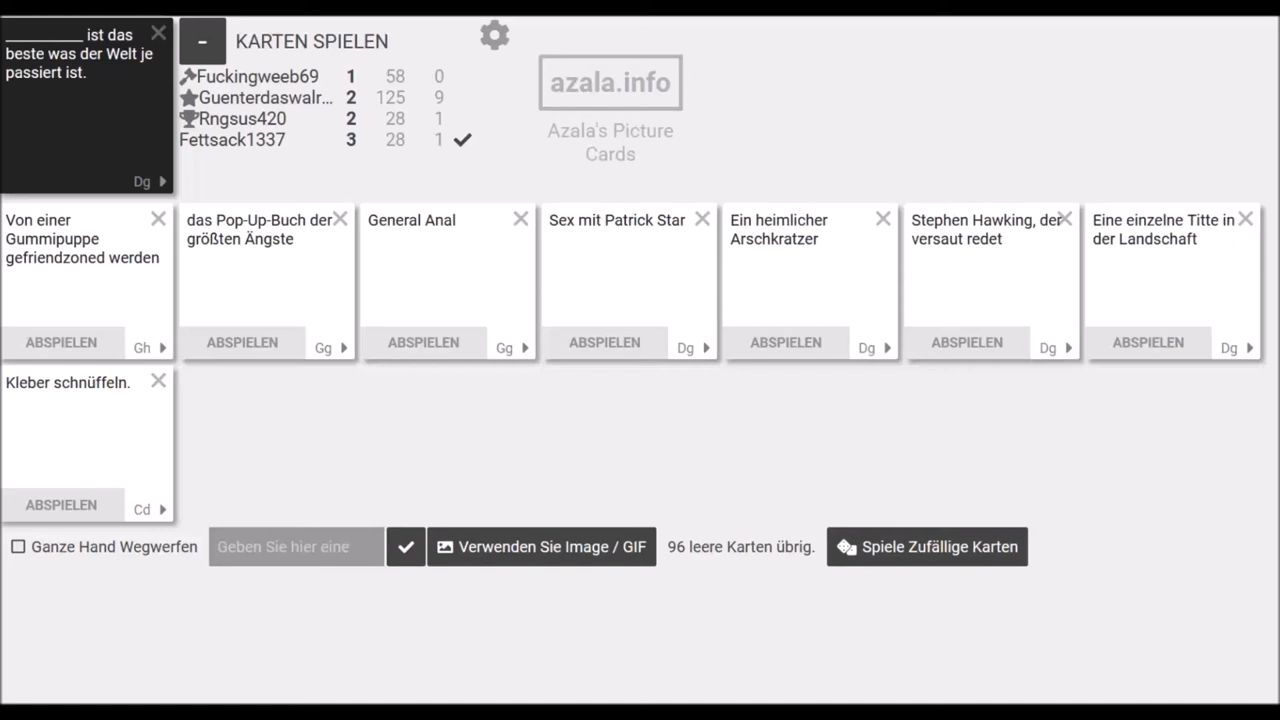 __________ ist das
beste was der Welt je
passiert ist.
Dg
-
KARTEN SPIELEN
Fuckingweeb69 1 58 0
Guenterdaswalr... 2 125 9
Rngsus420 2 28 1
Fettsack1337 3 28 1
azala.info
Azala's Picture
Cards
Von einer
Gummipuppe
gefriendzoned werden
ABSPIELEN Gh
das Pop-Up-Buch der
größten Ängste
ABSPIELEN Gg
General Anal
ABSPIELEN Gg
Sex mit Patrick Star
ABSPIELEN Dg
Ein heimlicher
Arschkratzer
ABSPIELEN Dg
Stephen Hawking, der
versaut redet
ABSPIELEN Dg
Eine einzelne Titte in
der Landschaft
ABSPIELEN Dg
Kleber schnüffeln.
ABSPIELEN Cd
Ganze Hand Wegwerfen
Geben Sie hier eine
Verwenden Sie Image / GIF
96 leere Karten übrig.
Spiele Zufällige Karten